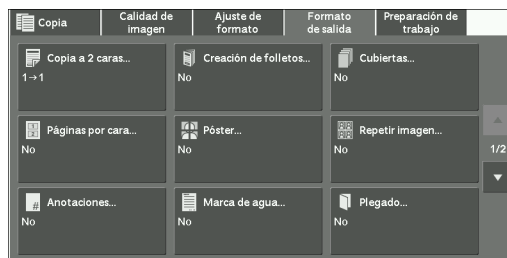 Copia
Calidad de
imagen
Ajuste de
formato
Formato
de salida
Preparación de
trabajo
Copia a 2 caras...
1→1
Creación de folletos...
No
Cubiertas...
No
Páginas por cara...
No
Póster...
No
Repetir imagen...
No
1/2
Anotaciones...
No
Marca de agua...
No
Plegado...
No